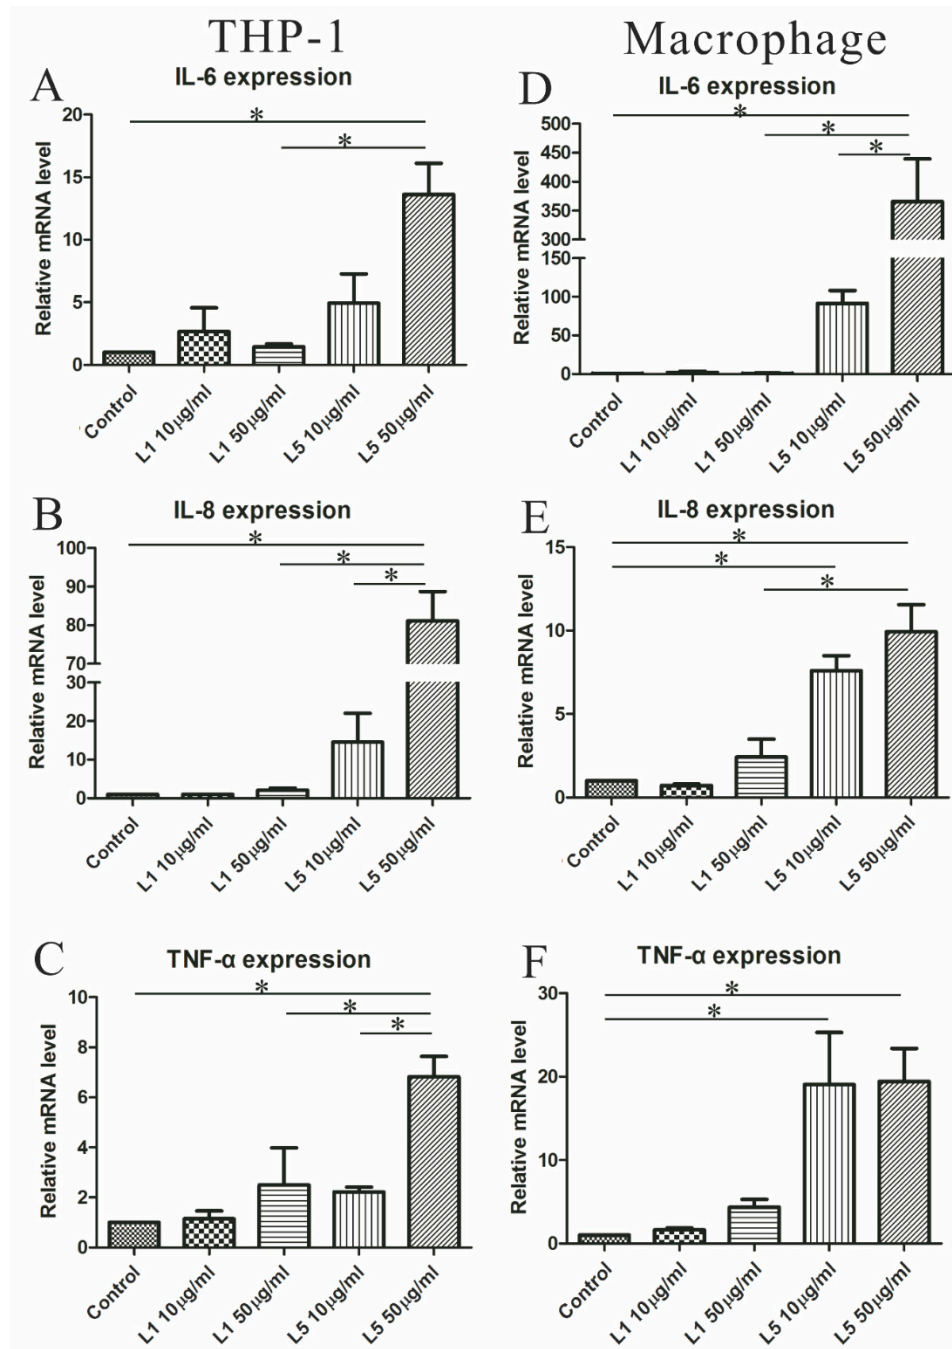 THP-1
Macrophage
A
IL-6 expression
*
*
Relative mRNA level
20
15
10
5
0
Control
L1 10μg/ml
L1 50μg/ml
L5 10μg/ml
L5 50μg/ml
D
IL-6 expression
*
*
*
Relative mRNA level
500
450
400
350
300
150
100
50
0
Control
L1 10μg/ml
L1 50μg/ml
L5 10μg/ml
L5 50μg/ml
B
IL-8 expression
*
*
*
Relative mRNA level
100
90
80
70
30
20
10
0
Control
L1 10μg/ml
L1 50μg/ml
L5 10μg/ml
L5 50μg/ml
E
IL-8 expression
*
*
*
Relative mRNA level
15
10
5
0
Control
L1 10μg/ml
L1 50μg/ml
L5 10μg/ml
L5 50μg/ml
C
TNF-α expression
*
*
*
Relative mRNA level
10
8
6
4
2
0
Control
L1 10μg/ml
L1 50μg/ml
L5 10μg/ml
L5 50μg/ml
F
TNF-α expression
*
*
Relative mRNA level
30
20
10
0
Control
L1 10μg/ml
L1 50μg/ml
L5 10μg/ml
L5 50μg/ml